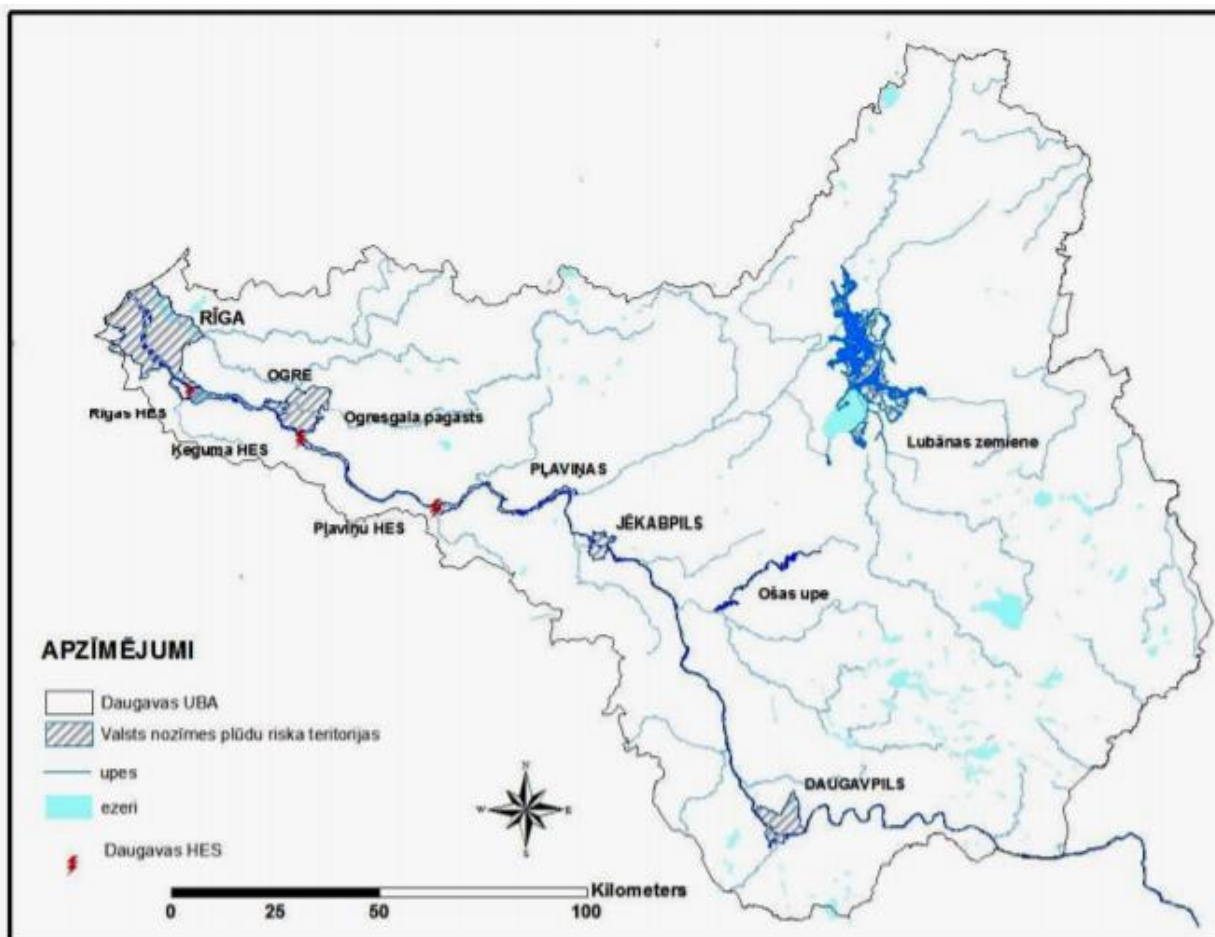 RĪGA
OGRE
Rīgas HES
Ogresgala pagasts
Ķeguma HES
Lubānas zemiene
PĻAVIŅAS
Pļaviņu HES
JĒKABPILS
Ošas upe
APZĪMĒJUMI
Daugavas UBA
Valsts nozīmes plūdu riska teritorijas
upes
ezeri
Daugavas HES
N
W
E
S
DAUGAVPILS
Kilometers
0 25 50 100